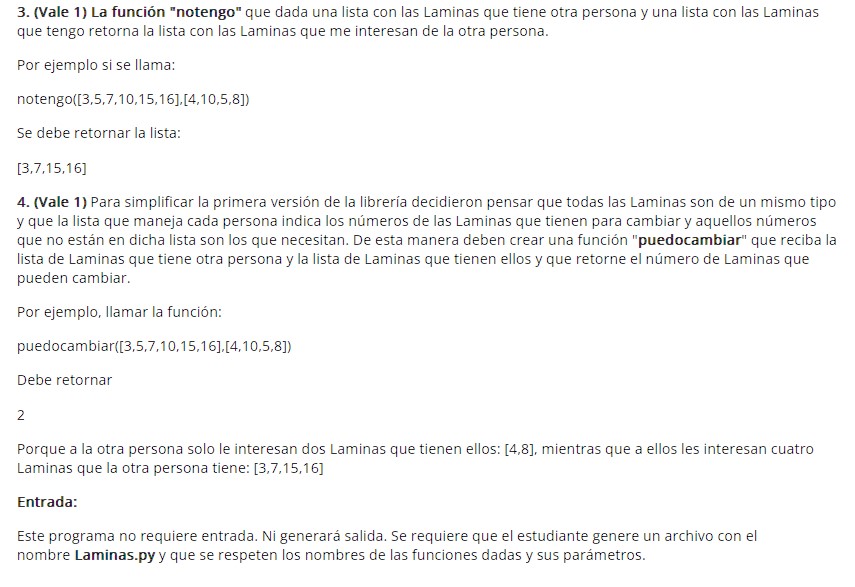 3. (Vale 1) La función "notengo" que dada una lista con las Laminas que tiene otra persona y una lista con las Laminas
que tengo retorna la lista con las Laminas que me interesan de la otra persona.
Por ejemplo si se llama:
notengo([3,5,7,10,15,16],[4,10,5,8])
Se debe retornar la lista:
[3,7,15,16]
4. (Vale 1) Para simplificar la primera versión de la librería decidieron pensar que todas las Laminas son de un mismo tipo
y que la lista que maneja cada persona indica los números de las Laminas que tienen para cambiar y aquellos números
que no están en dicha lista son los que necesitan. De esta manera deben crear una función "puedocambiar" que reciba la
lista de Laminas que tiene otra persona y la lista de Laminas que tienen ellos y que retorne el número de Laminas que
pueden cambiar.
Por ejemplo, llamar la función:
puedocambiar([3,5,7,10,15,16],[4,10,5,8])
Debe retornar
2
Porque a la otra persona solo le interesan dos Laminas que tienen ellos: [4,8], mientras que a ellos les interesan cuatro
Laminas que la otra persona tiene: [3,7,15,16]
Entrada:
Este programa no requiere entrada. Ni generará salida. Se requiere que el estudiante genere un archivo con el
nombre Laminas.py y que se respeten los nombres de las funciones dadas y sus parámetros.